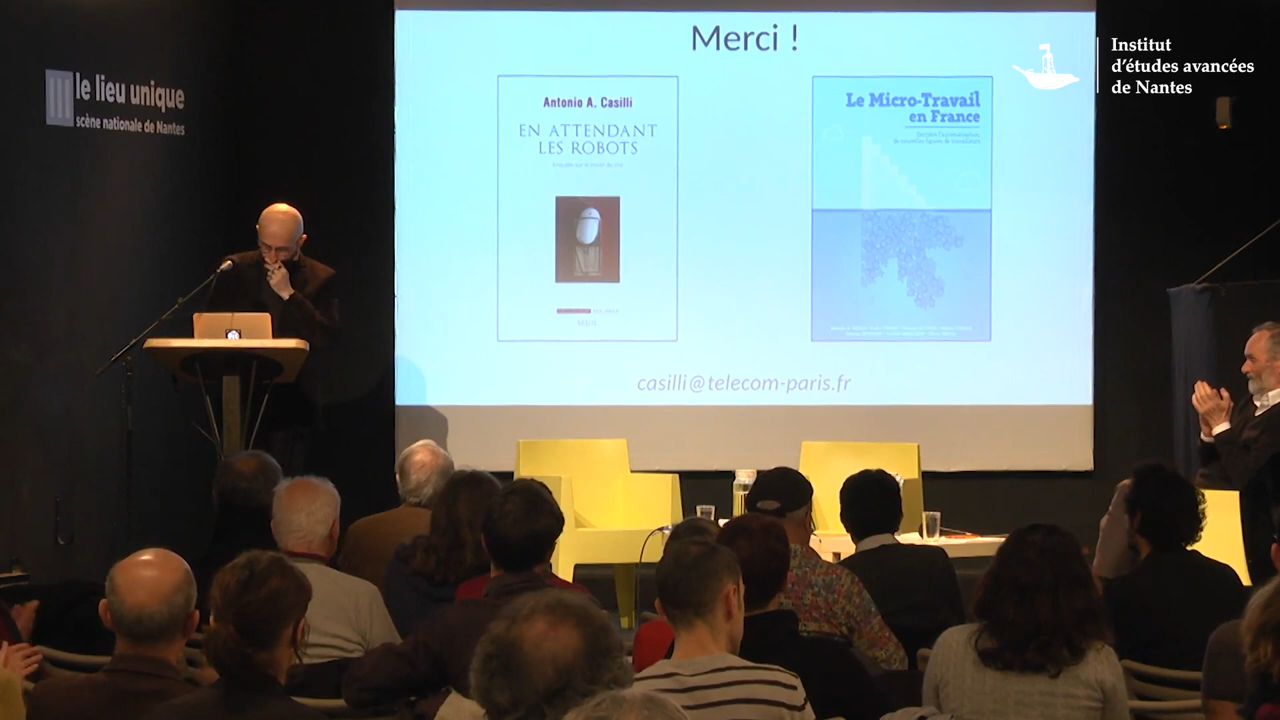 le lieu unique
scène nationale de Nantes
Merci !
Institut
d'études avancées
de Nantes
Antonio A. Casilli
EN ATTENDANT
LES ROBOTS
SEUIL
Le Micro-Travail
en France
casilli@telecom-paris.fr